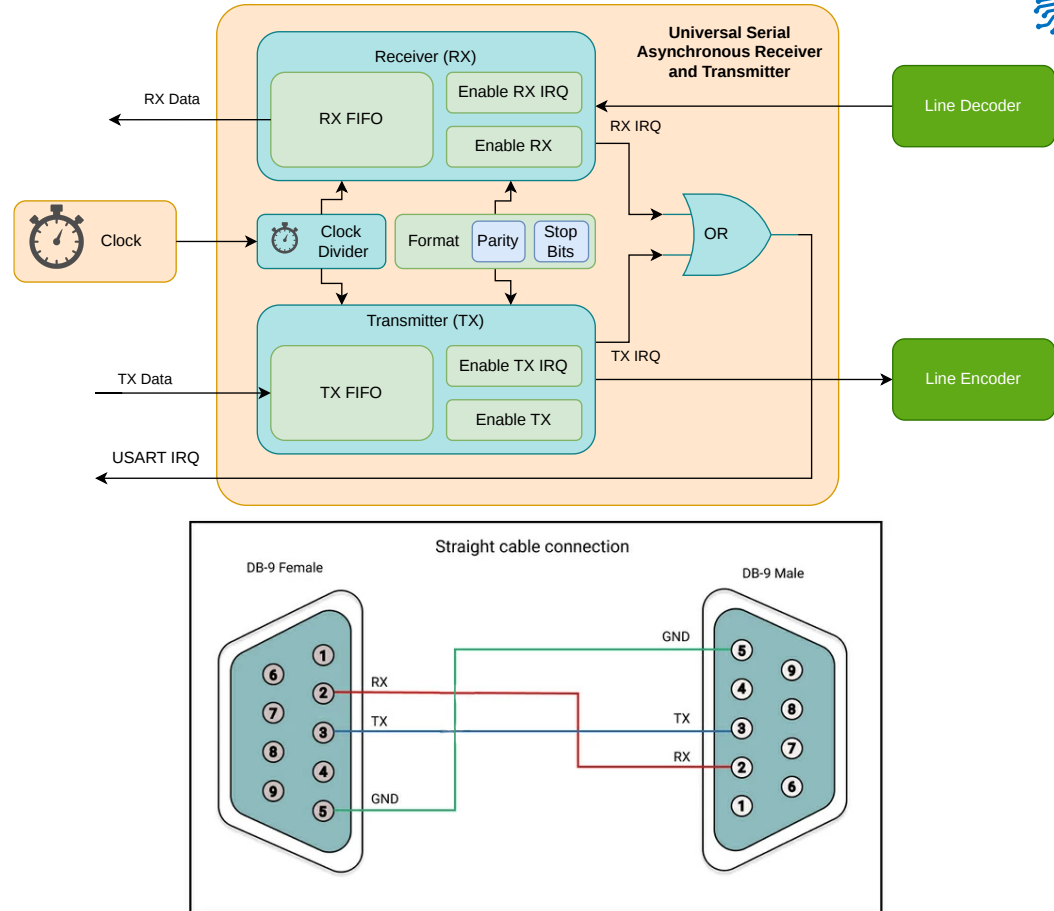 Universal Serial
Asynchronous Receiver
and Transmitter
Receiver (RX)
RX FIFO
Enable RX IRQ
Enable RX
RX Data
RX IRQ
Line Decoder
Clock
Clock
Divider
Format
Parity
Stop
Bits
OR
Transmitter (TX)
TX FIFO
Enable TX IRQ
Enable TX
TX Data
TX IRQ
Line Encoder
USART IRQ
Straight cable connection
DB-9 Female
DB-9 Male
1
6
2
7
3
8
4
9
5
RX
TX
GND
GND
TX
RX
5
9
4
8
3
7
2
6
1